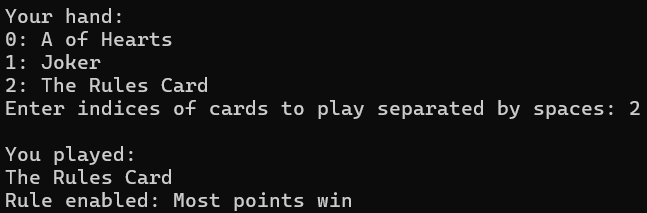 Your hand:
0: A of Hearts
1: Joker
2: The Rules Card
Enter indices of cards to play separated by spaces: 2
You played:
The Rules Card
Rule enabled: Most points win